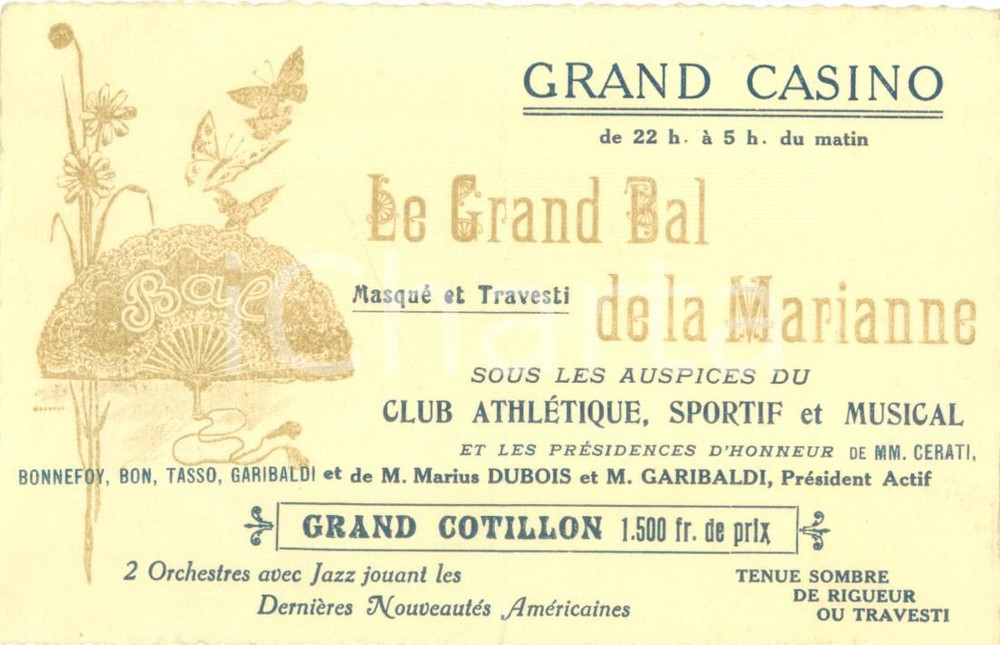 GRAND CASINO
de 22 h. à 5 h. du matin
Le Grand Bal
Bal
Masqué et Travesti
de la Marianne
iCharta
SOUS LES AUSPICES DU
CLUB ATHLÉTIQUE, SPORTIF et MUSICAL
ET LES PRÉSIDENCES D'HONNEUR DE MM. CERATI,
BONNEFOY, BON, TASSO, GARIBALDI et de M. Marius DUBOIS et M. GARIBALDI, Président Actif
GRAND COTILLON 1.500 fr. de prix
2 Orchestres avec Jazz jouant les
Dernières Nouveautés Américaines
TENUE SOMBRE
DE RIGUEUR
OU TRAVESTI